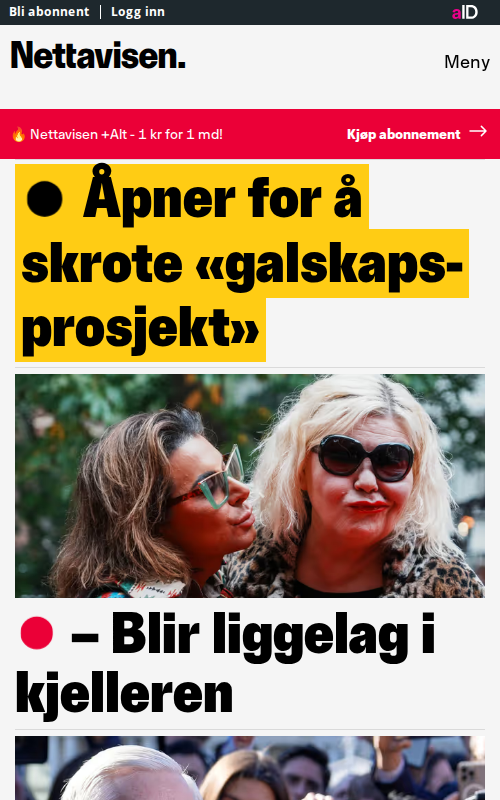 Bli abonnent Logg inn aID
Nettavisen.
Meny
🔥 Nettavisen +Alt - 1 kr for 1 md! Kjøp abonnement →
● Åpner for å
skrote «galskaps-
prosjekt»
– Blir liggelag i
kjelleren